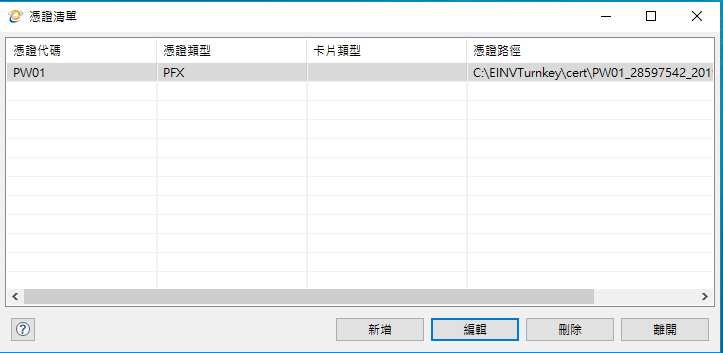 憑證清單
憑證代碼 憑證類型 卡片類型 憑證路徑
PW01 PFX C:\EINVTurnkey\cert\PW01_28597542_201
新增 編輯 刪除 離開